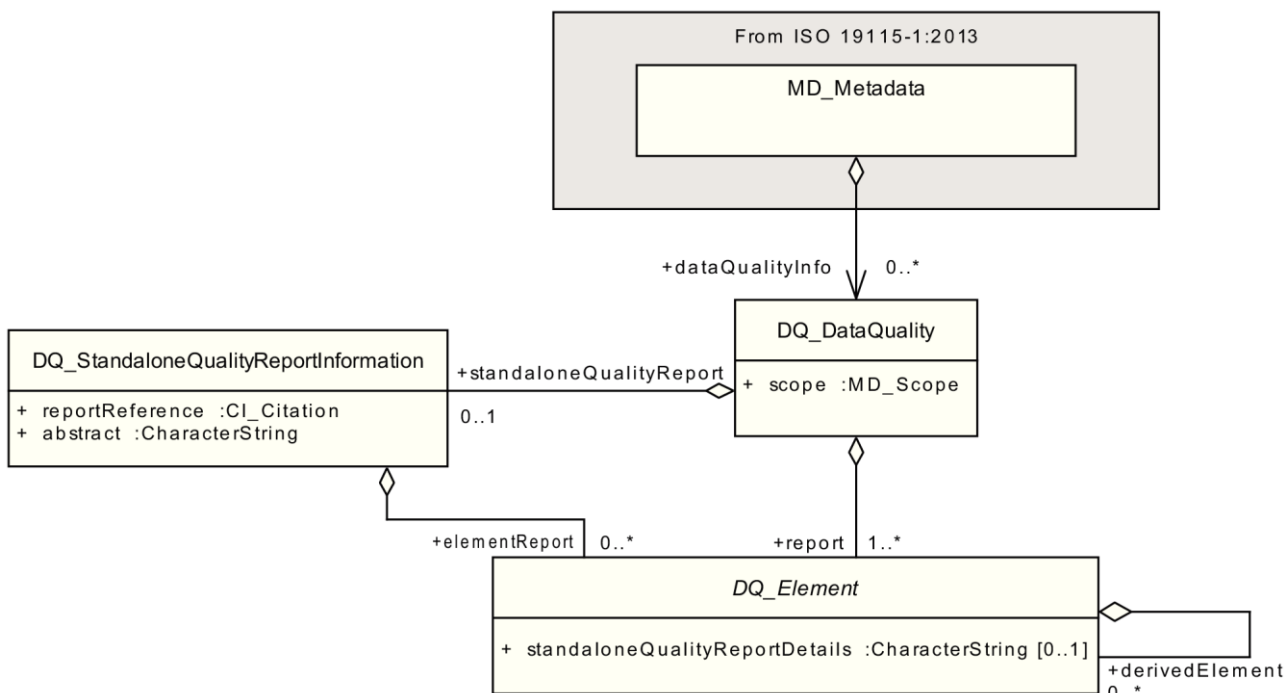 From ISO 19115-1:2013
MD_Metadata
+dataQualityInfo 0..*
DQ_DataQuality
+ scope :MD_Scope
DQ_StandaloneQualityReportInformation
+ reportReference :CI_Citation
+ abstract :CharacterString
+standaloneQualityReport
0..1
+elementReport 0..*
+report 1..*
DQ_Element
+ standaloneQualityReportDetails :CharacterString [0..1]
+derivedElement
0..*